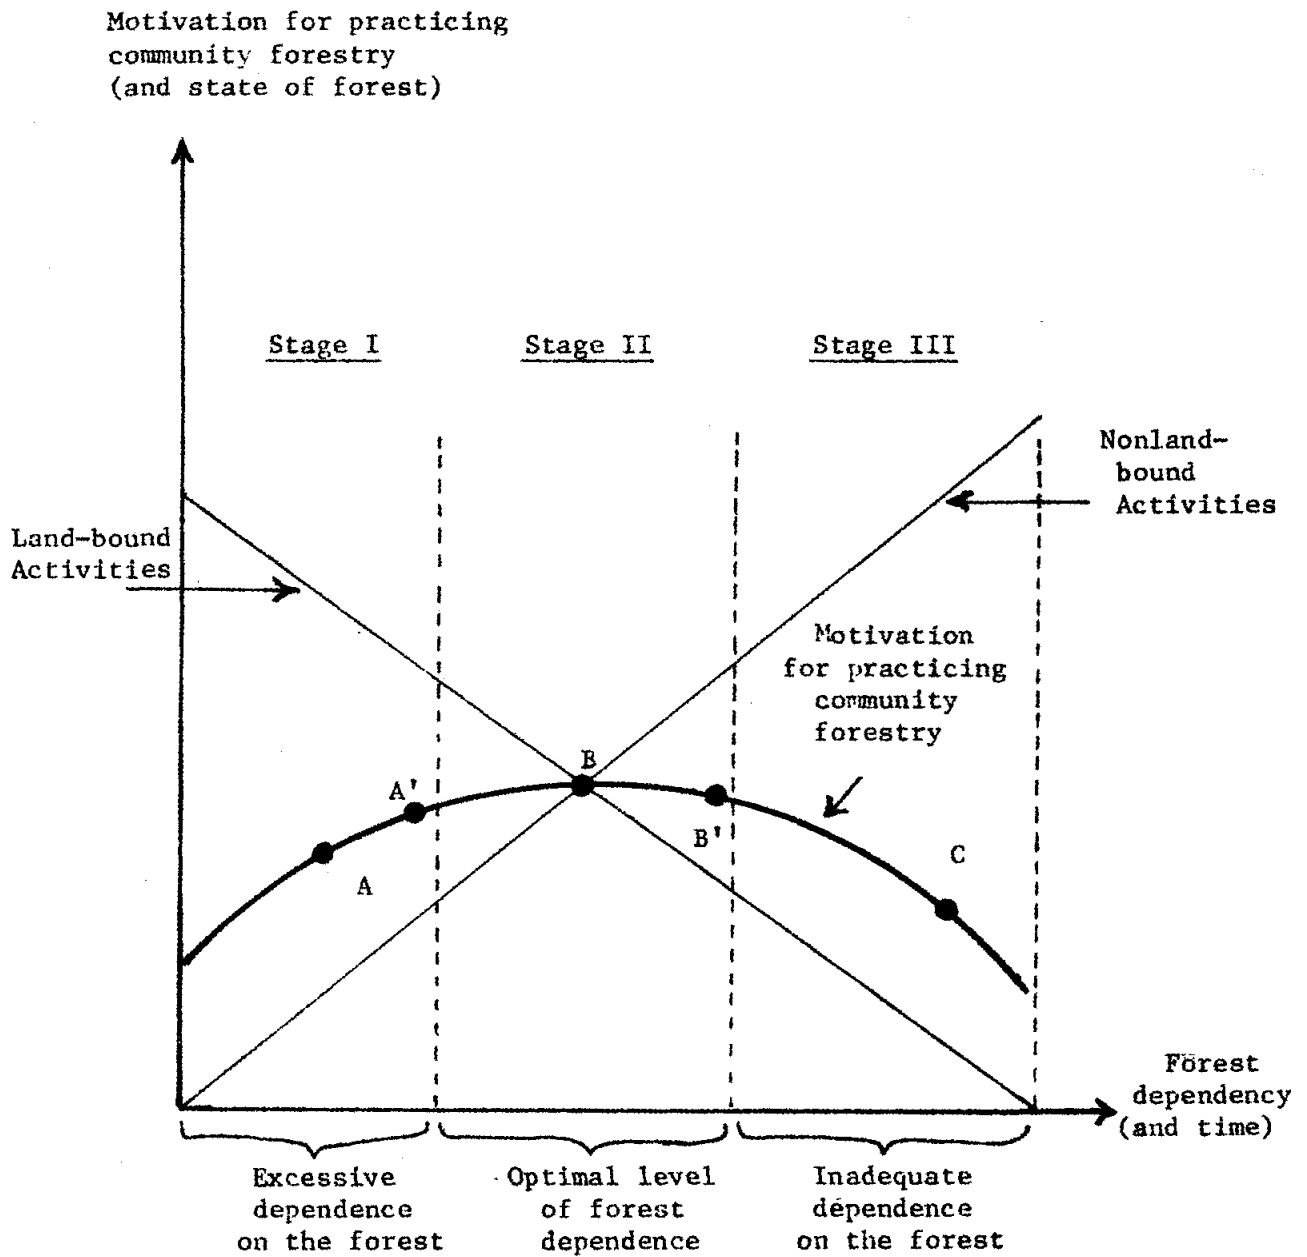 Motivation for practicing
community forestry
(and state of forest)
Stage I
Stage II
Stage III
Nonland-
bound
Activities
Land-bound
Activities
Motivation
for practicing
community
forestry
B
A'
B'
C
A
Forest
dependency
(and time)
Excessive
dependence
on the forest
Optimal level
of forest
dependence
Inadequate
dependence
on the forest